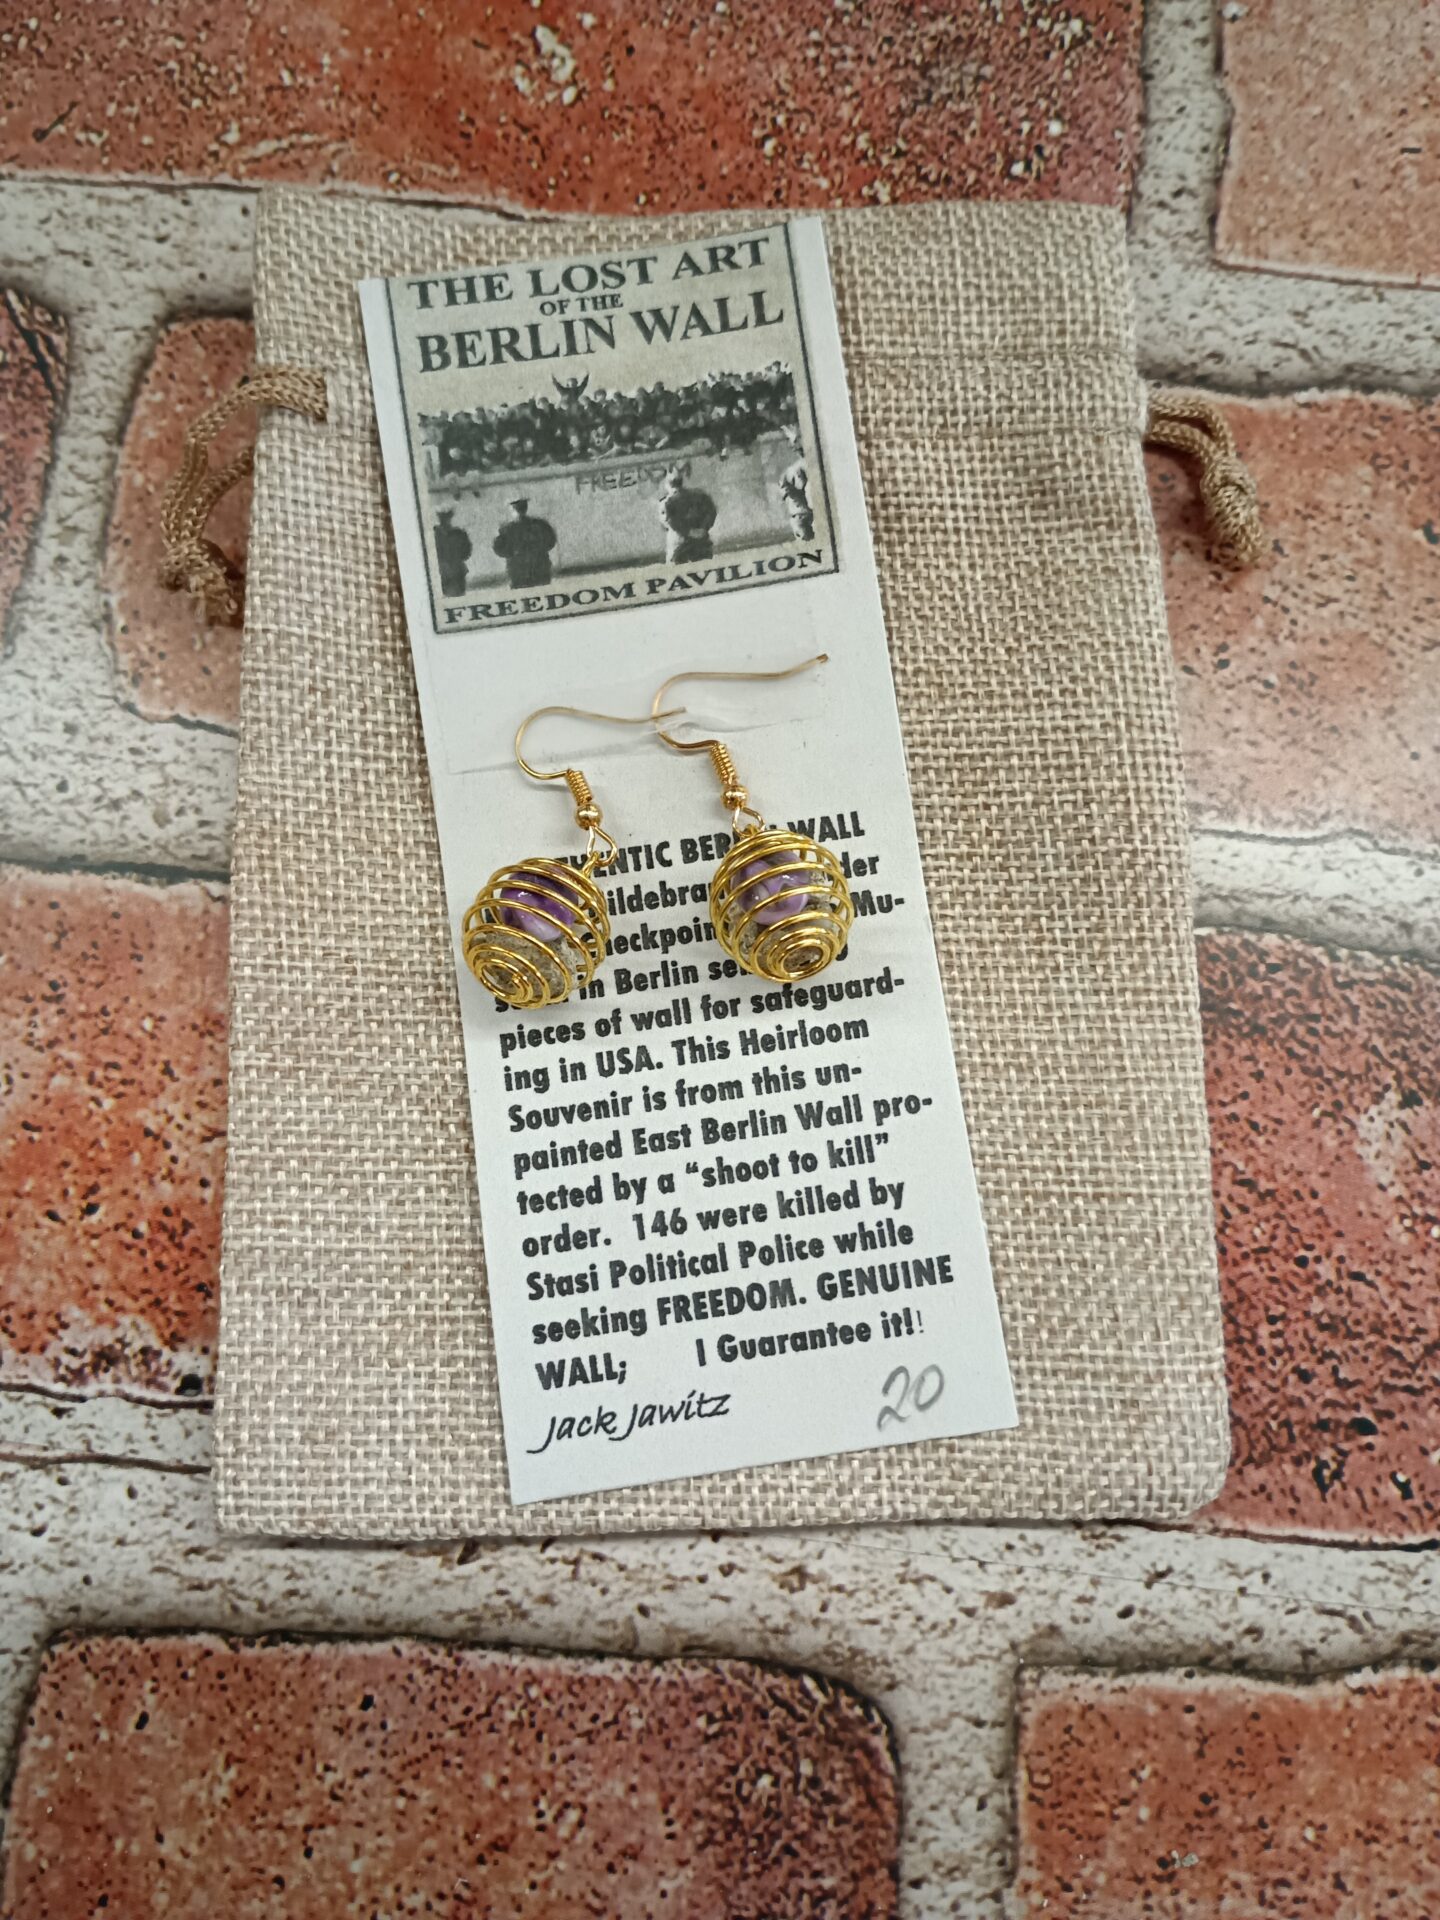 THE LOST ART
OF THE
BERLIN WALL
FREEDOM
FREEDOM PAVILION
WALL
in Berlin
pieces of wall for safeguard-
ing in USA. This Heirloom
Souvenir is from this un-
painted East Berlin Wall pro-
tected by a “shoot to kill”
order. 146 were killed by
Stasi Political Police while
seeking FREEDOM. GENUINE
WALL; I Guarantee it!!
Jack Jawitz 20